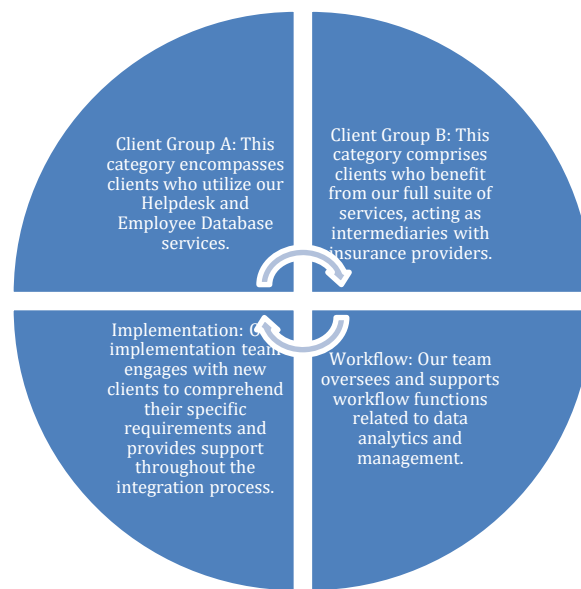 Client Group A: This
category encompasses
clients who utilize our
Helpdesk and
Employee Database
services.
Client Group B: This
category comprises
clients who benefit
from our full suite of
services, acting as
intermediaries with
insurance providers.
Implementation:
implementation team
engages with new
clients to comprehend
their specific
requirements and
provides support
throughout the
integration process.
Workflow: Our team
oversees and supports
workflow functions
related to data
analytics and
management.